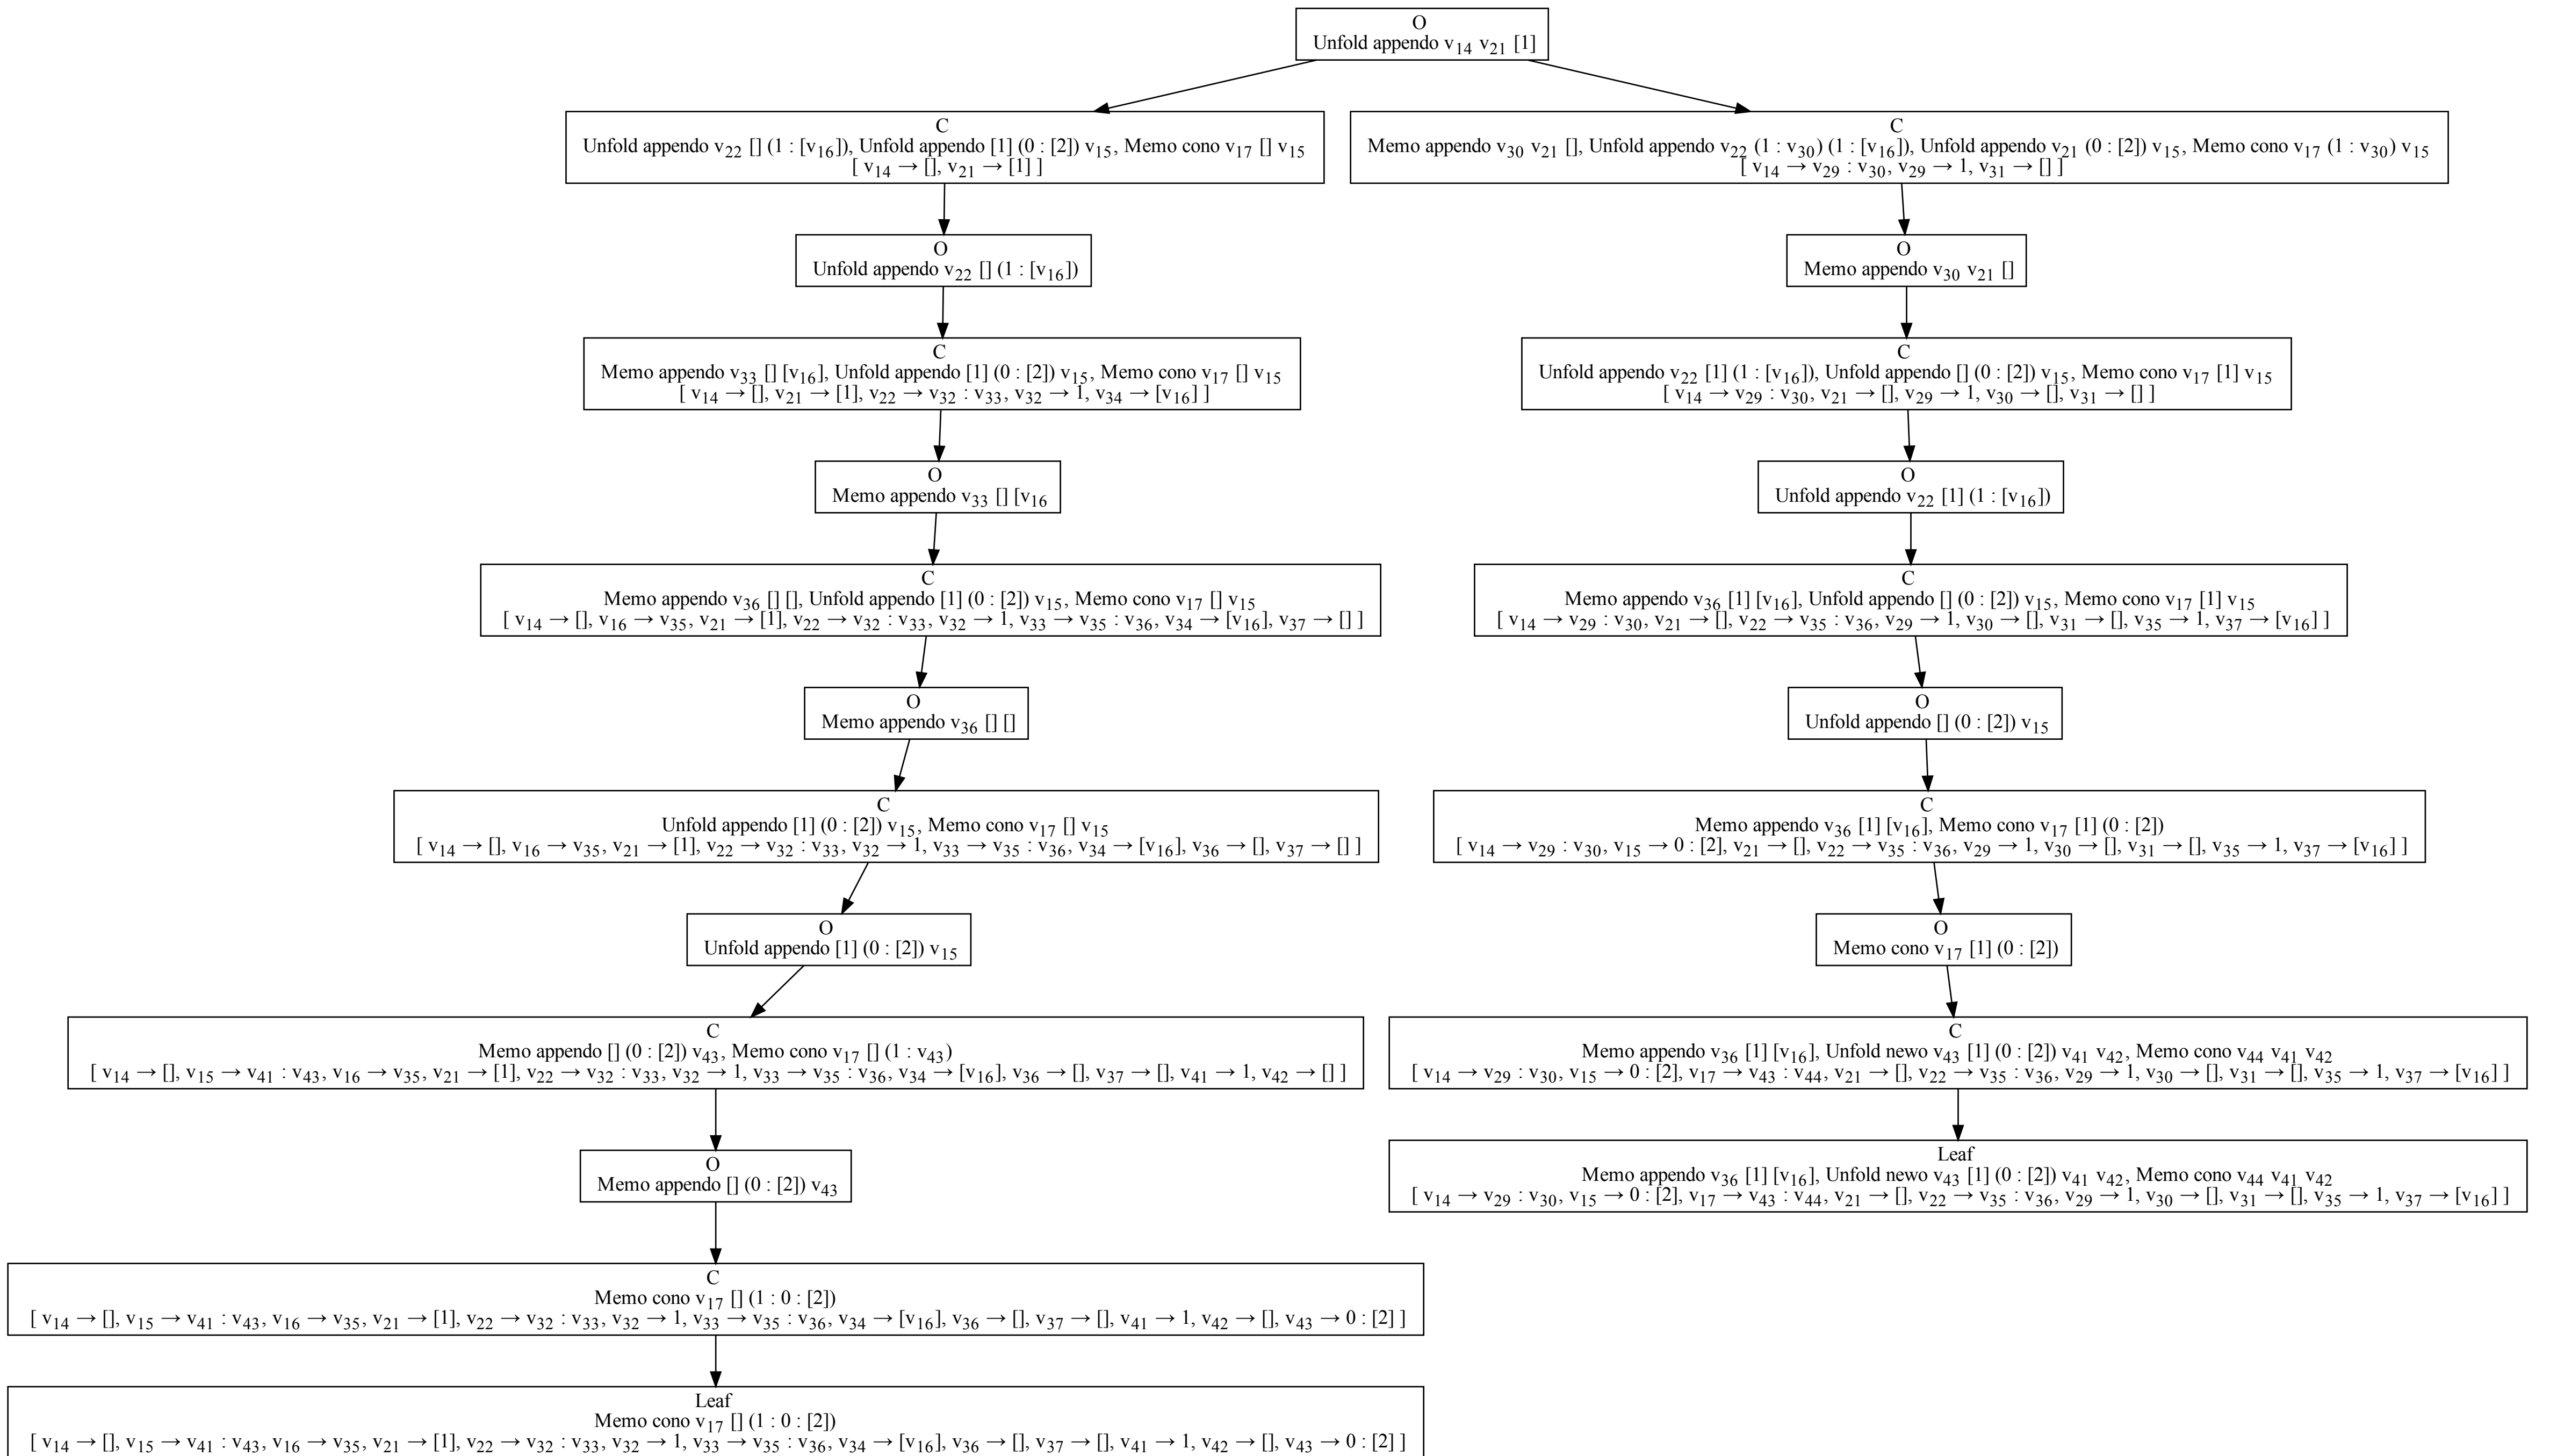 O
Unfold appendo v₁₄ v₂₁ [1]
C
Unfold appendo v₂₂ [] (1 : [v₁₆]), Unfold appendo [1] (0 : [2]) v₁₅, Memo cono v₁₇ [] v₁₅
[ v₁₄ → [], v₂₁ → [1] ]
C
Memo appendo v₃₀ v₂₁ [], Unfold appendo v₂₂ (1 : v₃₀) (1 : [v₁₆]), Unfold appendo v₂₁ (0 : [2]) v₁₅, Memo cono v₁₇ (1 : v₃₀) v₁₅
[ v₁₄ → v₂₉ : v₃₀, v₂₉ → 1, v₃₁ → [] ]
O
Unfold appendo v₂₂ [] (1 : [v₁₆])
O
Memo appendo v₃₀ v₂₁ []
C
Memo appendo v₃₃ [] [v₁₆], Unfold appendo [1] (0 : [2]) v₁₅, Memo cono v₁₇ [] v₁₅
[ v₁₄ → [], v₂₁ → [1], v₂₂ → v₃₂ : v₃₃, v₃₂ → 1, v₃₄ → [v₁₆] ]
C
Unfold appendo v₂₂ [1] (1 : [v₁₆]), Unfold appendo [] (0 : [2]) v₁₅, Memo cono v₁₇ [1] v₁₅
[ v₁₄ → v₂₉ : v₃₀, v₂₁ → [], v₂₉ → 1, v₃₀ → [], v₃₁ → [] ]
O
Memo appendo v₃₃ [] [v₁₆
O
Unfold appendo v₂₂ [1] (1 : [v₁₆])
C
Memo appendo v₃₆ [] [], Unfold appendo [1] (0 : [2]) v₁₅, Memo cono v₁₇ [] v₁₅
[ v₁₄ → [], v₁₆ → v₃₅, v₂₁ → [1], v₂₂ → v₃₂ : v₃₃, v₃₂ → 1, v₃₃ → v₃₅ : v₃₆, v₃₄ → [v₁₆], v₃₇ → [] ]
C
Memo appendo v₃₆ [1] [v₁₆], Unfold appendo [] (0 : [2]) v₁₅, Memo cono v₁₇ [1] v₁₅
[ v₁₄ → v₂₉ : v₃₀, v₂₁ → [], v₂₂ → v₃₅ : v₃₆, v₂₉ → 1, v₃₀ → [], v₃₁ → [], v₃₅ → 1, v₃₇ → [v₁₆] ]
O
Memo appendo v₃₆ [] []
O
Unfold appendo [] (0 : [2]) v₁₅
C
Unfold appendo [1] (0 : [2]) v₁₅, Memo cono v₁₇ [] v₁₅
[ v₁₄ → [], v₁₆ → v₃₅, v₂₁ → [1], v₂₂ → v₃₂ : v₃₃, v₃₂ → 1, v₃₃ → v₃₅ : v₃₆, v₃₄ → [v₁₆], v₃₆ → [], v₃₇ → [] ]
C
Memo appendo v₃₆ [1] [v₁₆], Memo cono v₁₇ [1] (0 : [2])
[ v₁₄ → v₂₉ : v₃₀, v₁₅ → 0 : [2], v₂₁ → [], v₂₂ → v₃₅ : v₃₆, v₂₉ → 1, v₃₀ → [], v₃₁ → [], v₃₅ → 1, v₃₇ → [v₁₆] ]
O
Unfold appendo [1] (0 : [2]) v₁₅
O
Memo cono v₁₇ [1] (0 : [2])
C
Memo appendo [] (0 : [2]) v₄₃, Memo cono v₁₇ [] (1 : v₄₃)
[ v₁₄ → [], v₁₅ → v₄₁ : v₄₃, v₁₆ → v₃₅, v₂₁ → [1], v₂₂ → v₃₂ : v₃₃, v₃₂ → 1, v₃₃ → v₃₅ : v₃₆, v₃₄ → [v₁₆], v₃₆ → [], v₃₇ → [], v₄₁ → 1, v₄₂ → [] ]
C
Memo appendo v₃₆ [1] [v₁₆], Unfold newo v₄₃ [1] (0 : [2]) v₄₁ v₄₂, Memo cono v₄₄ v₄₁ v₄₂
[ v₁₄ → v₂₉ : v₃₀, v₁₅ → 0 : [2], v₁₇ → v₄₃ : v₄₄, v₂₁ → [], v₂₂ → v₃₅ : v₃₆, v₂₉ → 1, v₃₀ → [], v₃₁ → [], v₃₅ → 1, v₃₇ → [v₁₆] ]
O
Memo appendo [] (0 : [2]) v₄₃
Leaf
Memo appendo v₃₆ [1] [v₁₆], Unfold newo v₄₃ [1] (0 : [2]) v₄₁ v₄₂, Memo cono v₄₄ v₄₁ v₄₂
[ v₁₄ → v₂₉ : v₃₀, v₁₅ → 0 : [2], v₁₇ → v₄₃ : v₄₄, v₂₁ → [], v₂₂ → v₃₅ : v₃₆, v₂₉ → 1, v₃₀ → [], v₃₁ → [], v₃₅ → 1, v₃₇ → [v₁₆] ]
C
Memo cono v₁₇ [] (1 : 0 : [2])
[ v₁₄ → [], v₁₅ → v₄₁ : v₄₃, v₁₆ → v₃₅, v₂₁ → [1], v₂₂ → v₃₂ : v₃₃, v₃₂ → 1, v₃₃ → v₃₅ : v₃₆, v₃₄ → [v₁₆], v₃₆ → [], v₃₇ → [], v₄₁ → 1, v₄₂ → [], v₄₃ → 0 : [2] ]
Leaf
Memo cono v₁₇ [] (1 : 0 : [2])
[ v₁₄ → [], v₁₅ → v₄₁ : v₄₃, v₁₆ → v₃₅, v₂₁ → [1], v₂₂ → v₃₂ : v₃₃, v₃₂ → 1, v₃₃ → v₃₅ : v₃₆, v₃₄ → [v₁₆], v₃₆ → [], v₃₇ → [], v₄₁ → 1, v₄₂ → [], v₄₃ → 0 : [2] ]